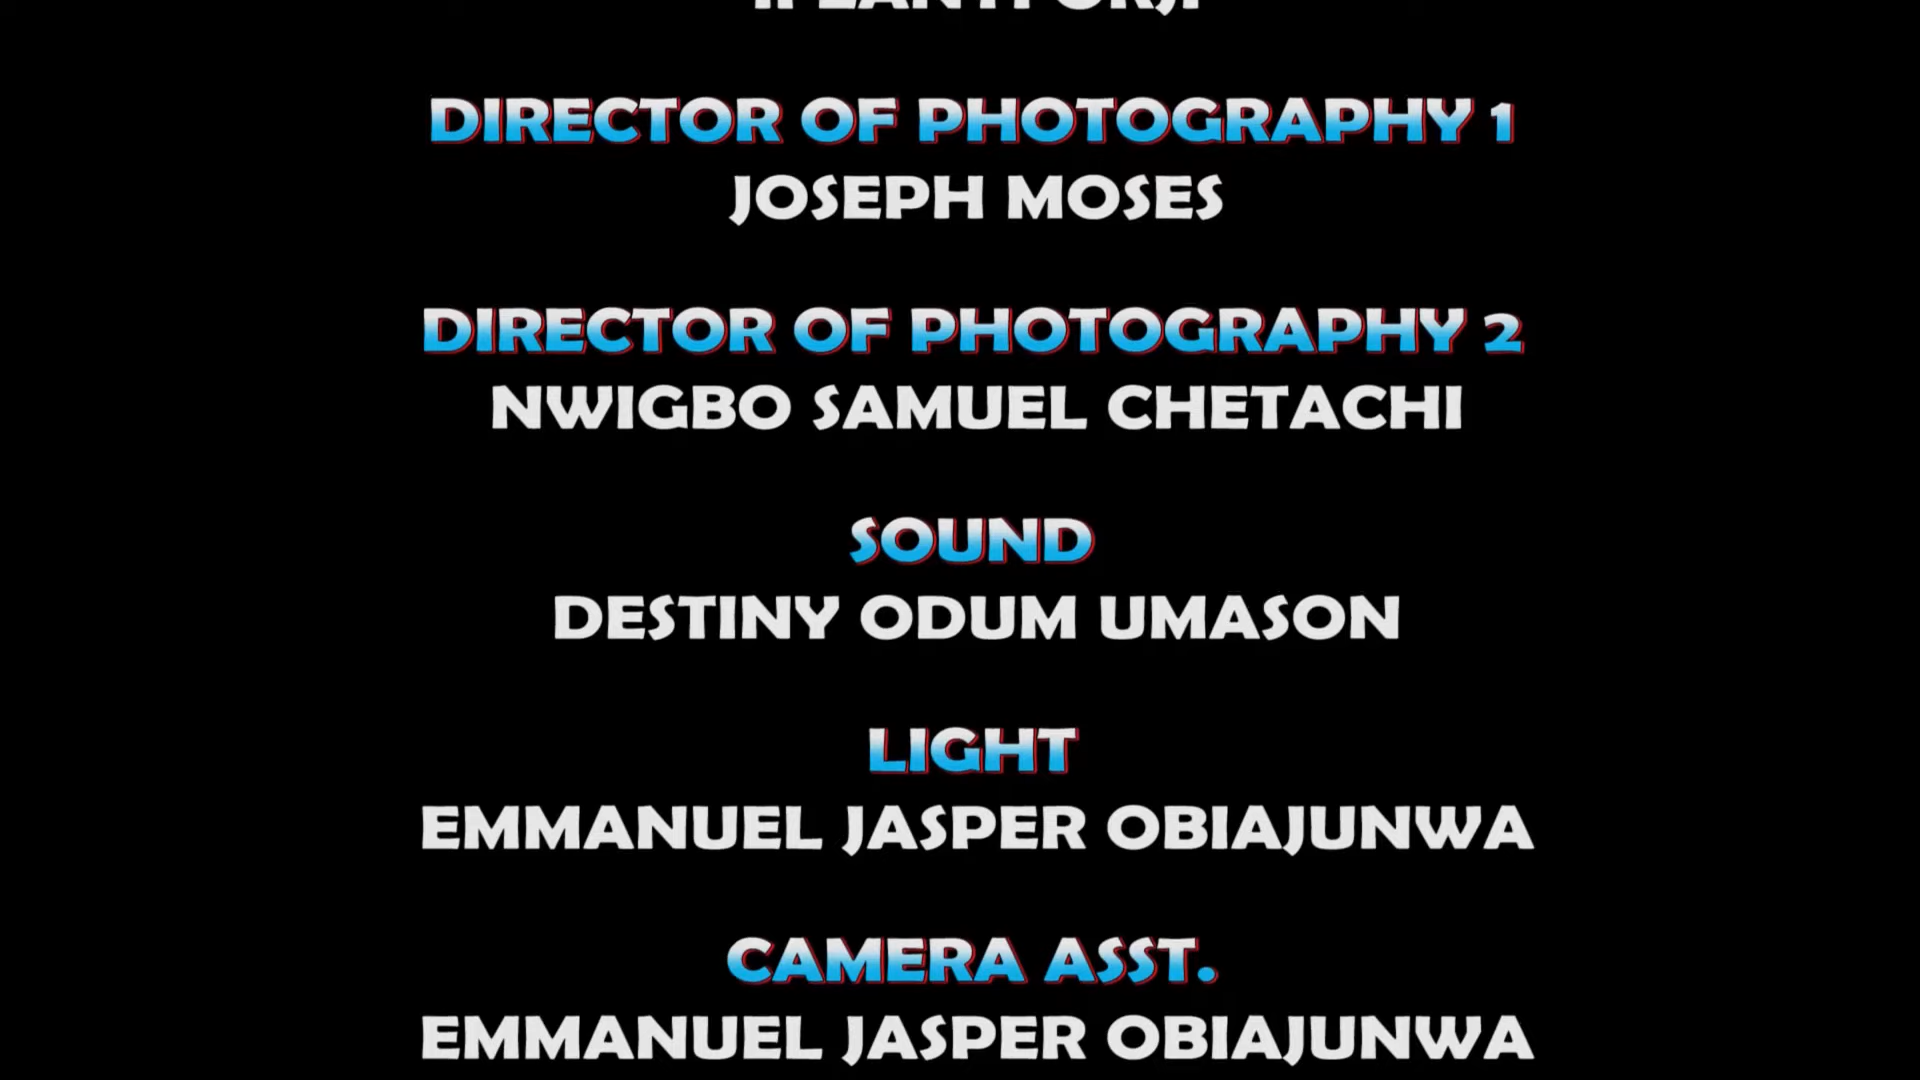 DIRECTOR OF PHOTOGRAPHY 1
JOSEPH MOSES
DIRECTOR OF PHOTOGRAPHY 2
NWIGBO SAMUEL CHETACHI
SOUND
DESTINY ODUM UMASON
LIGHT
EMMANUEL JASPER OBIAJUNWA
CAMERA ASST.
EMMANUEL JASPER OBIAJUNWA